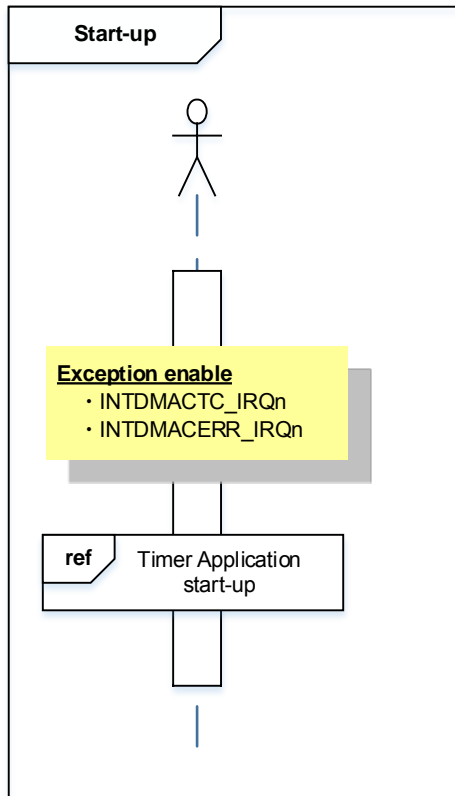 Start-up
Exception enable
・INTDMACTC_IRQn
・INTDMACERR_IRQn
ref
Timer Application
start-up